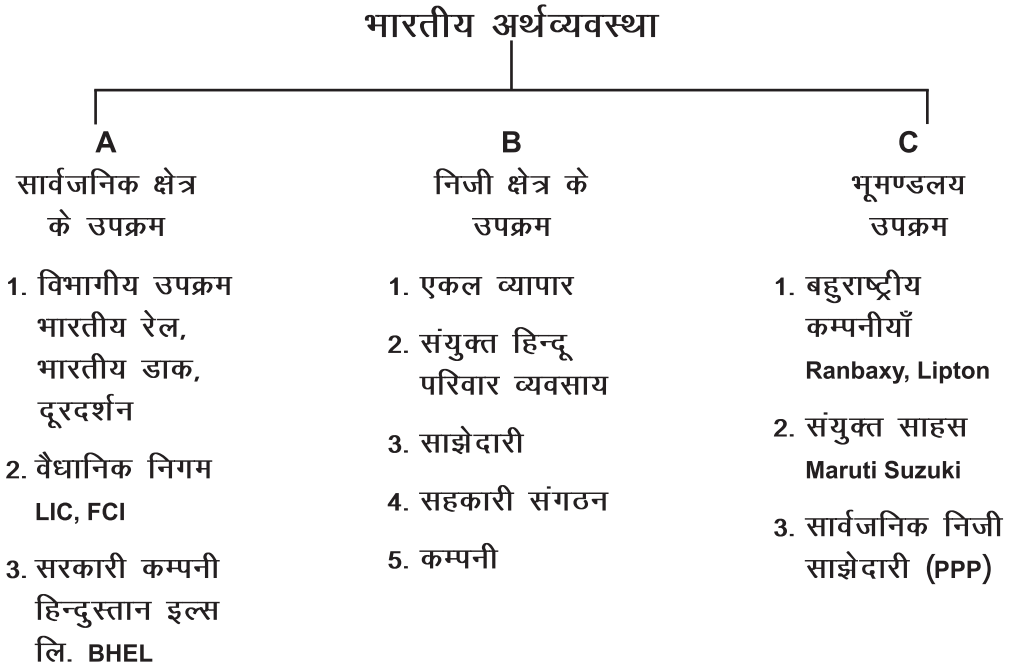 भारतीय अर्थव्यवस्था
A
सार्वजनिक क्षेत्र
के उपक्रम
1. विभागीय उपक्रम
भारतीय रेल,
भारतीय डाक,
दूरदर्शन
2. वैधानिक निगम
LIC, FCI
3. सरकारी कम्पनी
हिन्दुस्तान इल्स
लि. BHEL
B
निजी क्षेत्र के
उपक्रम
1. एकल व्यापार
2. संयुक्त हिन्दू
परिवार व्यवसाय
3. साझेदारी
4. सहकारी संगठन
5. कम्पनी
C
भूमण्डलय
उपक्रम
1. बहुराष्ट्रीय
कम्पनीयाँ
Ranbaxy, Lipton
2. संयुक्त साहस
Maruti Suzuki
3. सार्वजनिक निजी
साझेदारी (PPP)